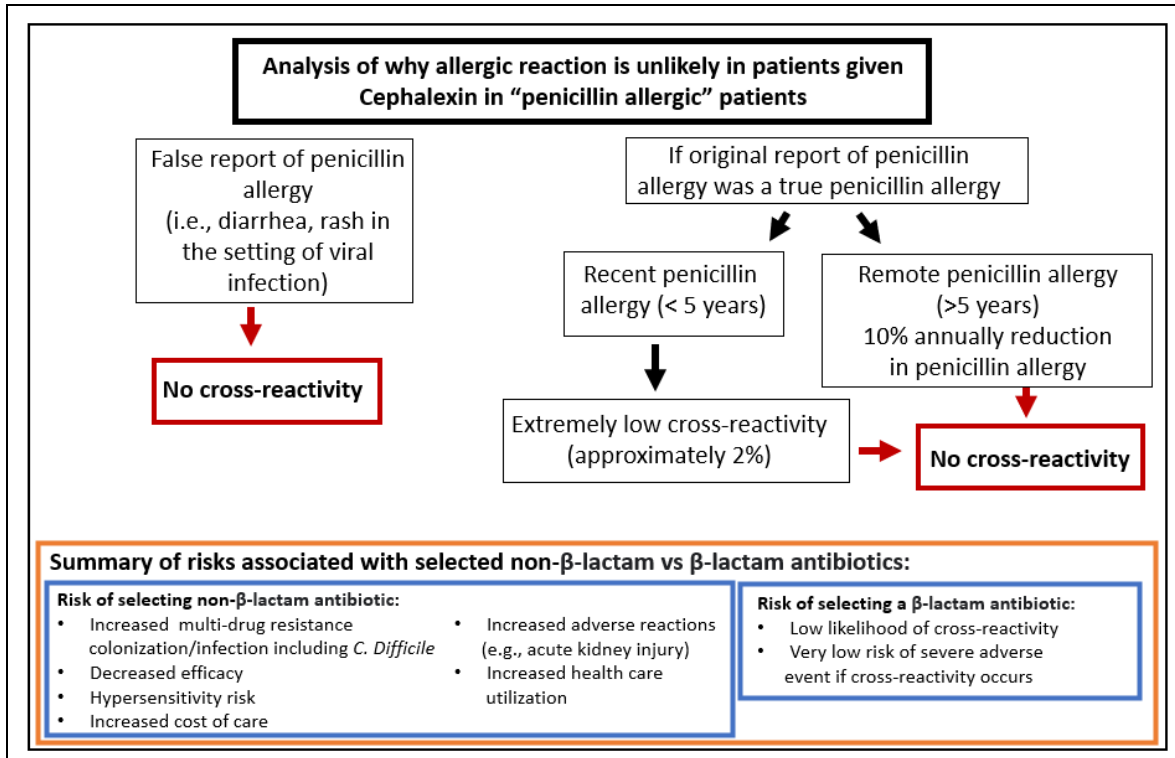 Analysis of why allergic reaction is unlikely in patients given
Cephalexin in “penicillin allergic” patients
False report of penicillin
allergy
(i.e., diarrhea, rash in
the setting of viral
infection)
No cross-reactivity
If original report of penicillin
allergy was a true penicillin allergy
Recent penicillin
allergy (< 5 years)
Extremely low cross-reactivity
(approximately 2%)
Remote penicillin allergy
(>5 years)
10% annually reduction
in penicillin allergy
No cross-reactivity
Summary of risks associated with selected non-β-lactam vs β-lactam antibiotics:
Risk of selecting non-β-lactam antibiotic:
• Increased multi-drug resistance
colonization/infection including C. Difficile
• Decreased efficacy
• Hypersensitivity risk
• Increased cost of care
• Increased adverse reactions
(e.g., acute kidney injury)
• Increased health care
utilization
Risk of selecting a β-lactam antibiotic:
• Low likelihood of cross-reactivity
• Very low risk of severe adverse
event if cross-reactivity occurs